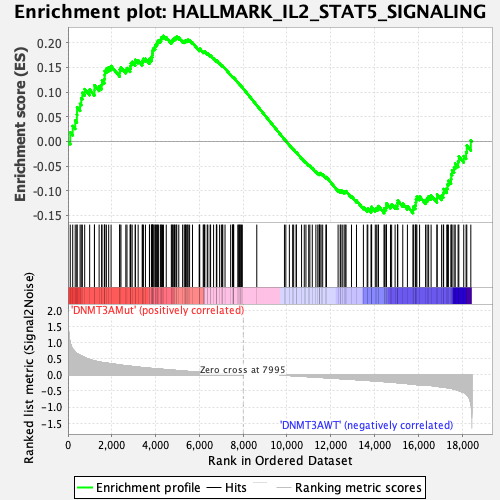 Enrichment plot: HALLMARK_IL2_STAT5_SIGNALING
Enrichment score (ES)
0.20
0.15
0.10
0.05
0.00
-0.05
-0.10
-0.15
Ranked list metric (Signal2Noise)
2.0
1.5
1.0
0.5
0.0
-0.5
-1.0
-1.5
'DNMT3AMut' (positively correlated)
Zero cross at 7995
'DNMT3AWT' (negatively correlated)
0 2,000 4,000 6,000 8,000 10,000 12,000 14,000 16,000 18,000
Rank in Ordered Dataset
Enrichment profile Hits Ranking metric scores